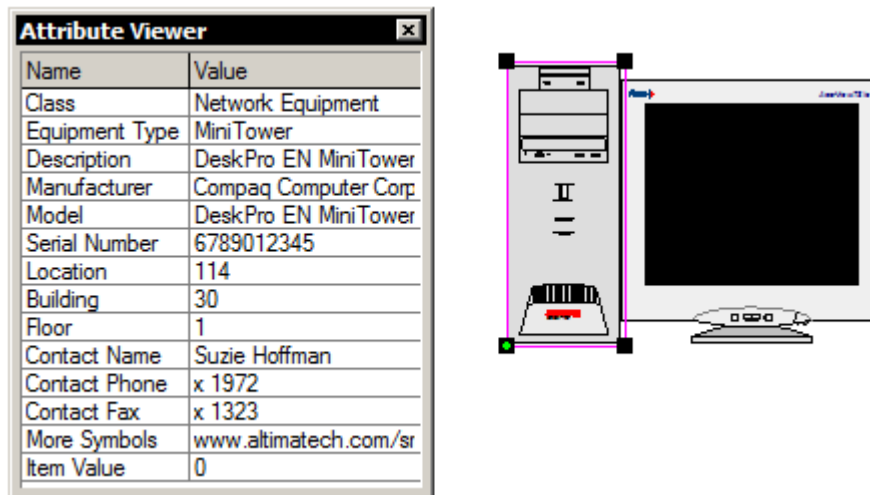 Attribute Viewer
Name Value
Class Network Equipment
Equipment Type MiniTower
Description DeskPro EN MiniTower
Manufacturer Compaq Computer Corp
Model DeskPro EN MiniTower
Serial Number 6789012345
Location 114
Building 30
Floor 1
Contact Name Suzie Hoffman
Contact Phone x 1972
Contact Fax x 1323
More Symbols www.altimatech.com/sr
Item Value 0